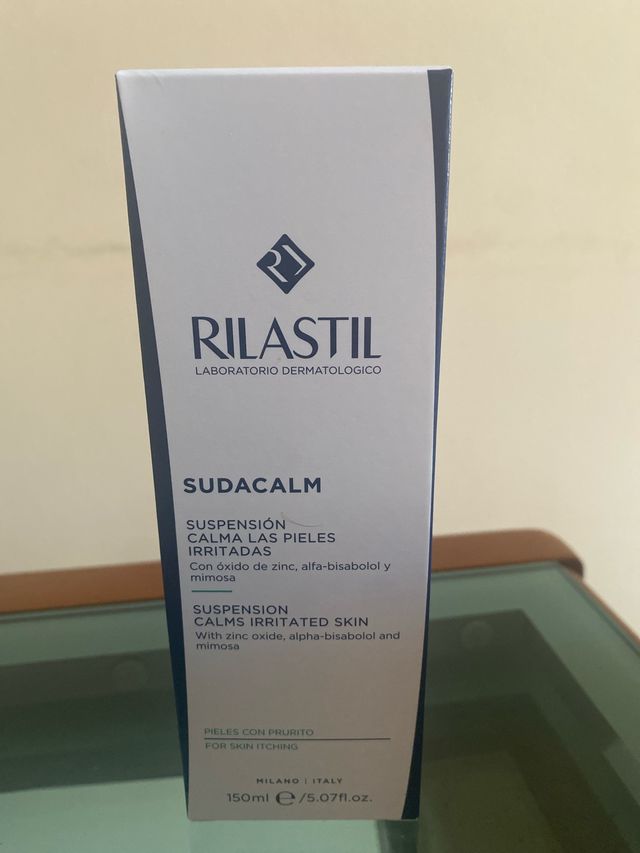 RILASTIL
LABORATORIO DERMATOLOGICO
SUDACALM
SUSPENSIÓN
CALMA LAS PIELES
IRRITADAS
Con óxido de zinc, alfa-bisabolol y
mimosa
SUSPENSION
CALMS IRRITATED SKIN
With zinc oxide, alpha-bisabolol and
mimosa
PIELES CON PRURITO
FOR SKIN ITCHING
MILANO | ITALY
150ml ℮/5.07fl.oz.